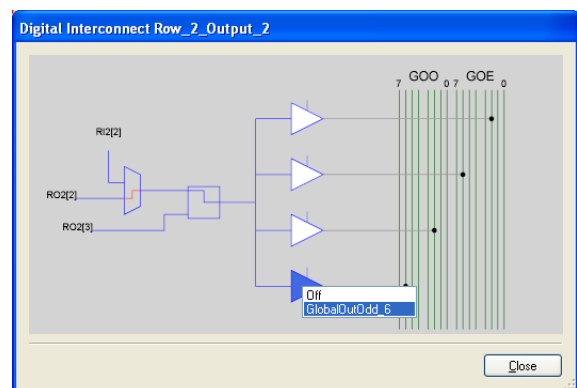 Digital Interconnect Row_2_Output_2
7 GOO 0 7 GOE 0
RI2[2]
RO2[2]
RO2[3]
Off
GlobalOutOdd_6
Close